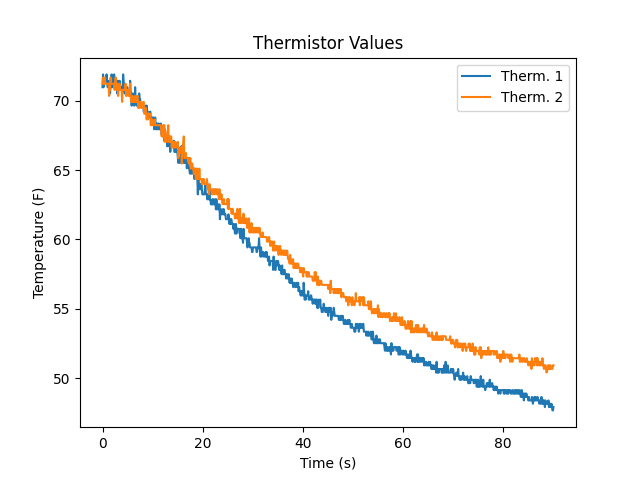 Thermistor Values
Therm. 1
Therm. 2
Temperature (F)
70
65
60
55
50
0 20 40 60 80
Time (s)